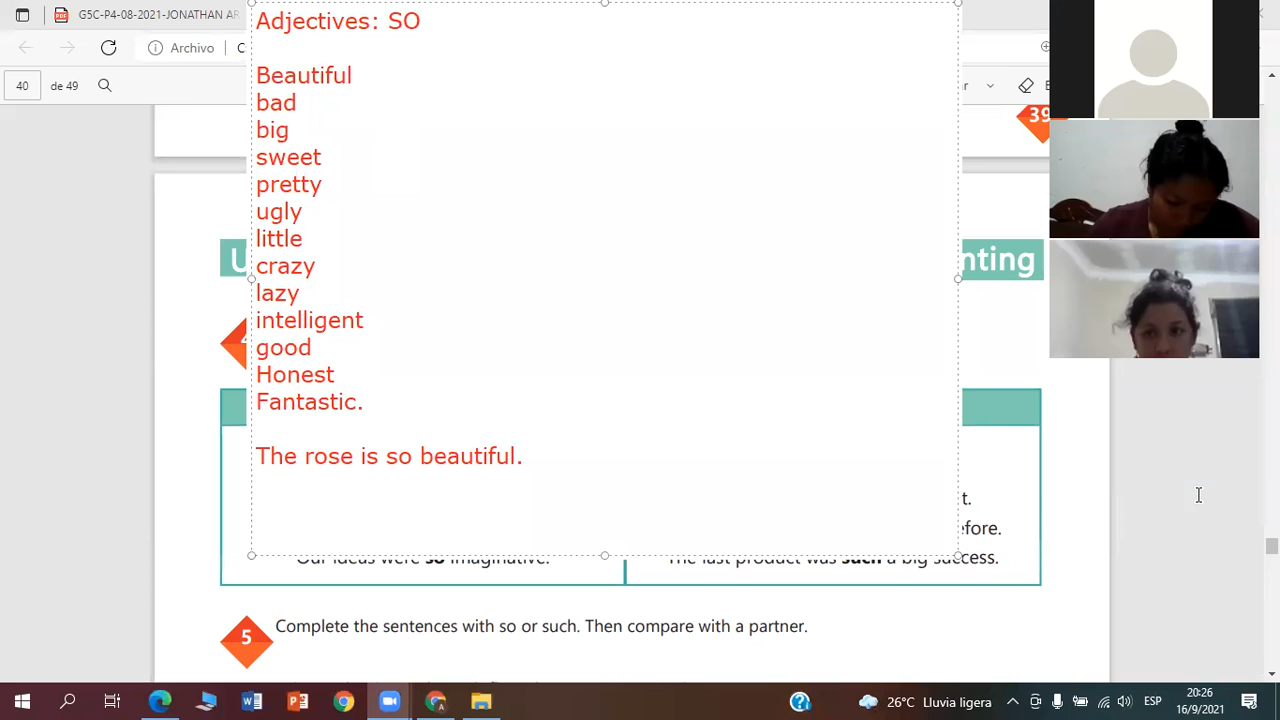 GSC-P4-08-2021-JONATHAN AR
Archivo
40
de 49
39
Adjectives: SO
Beautiful
bad
big
sweet
pretty
ugly
little
crazy
lazy
intelligent
good
Honest
Fantastic.
The rose is so beautiful.
nting
t.
efore.
Our ideas were so imaginative.
The last product was such a big success.
5
Complete the sentences with so or such. Then compare with a partner.
26°C Lluvia ligera
ESP
20:26
16/9/2021